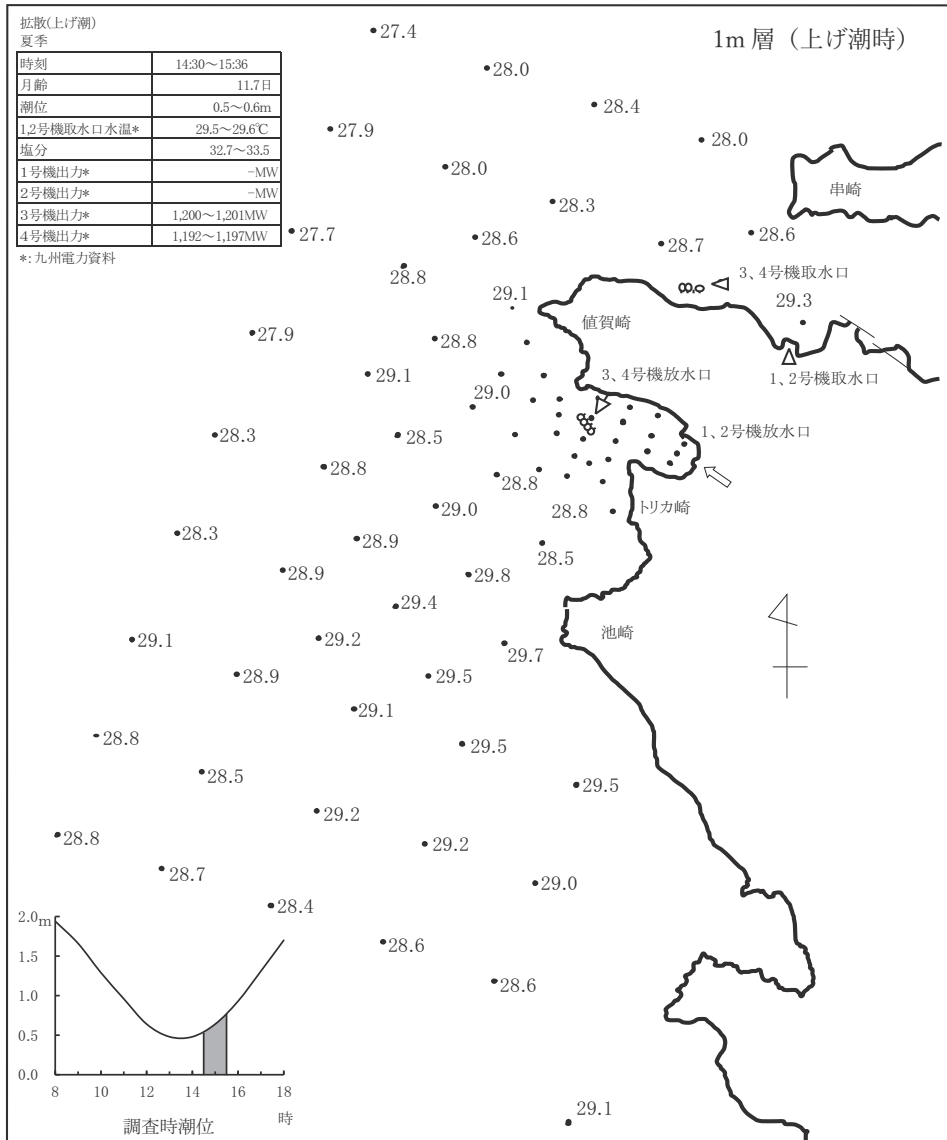 拡散(上げ潮)
夏季
時刻 14:30～15:36
月齢 11.7日
潮位 0.5～0.6m
1,2号機取水口水温* 29.5～29.6℃
塩分 32.7～33.5
1号機出力* −MW
2号機出力* −MW
3号機出力* 1,200～1,201MW
4号機出力* 1,192～1,197MW
*: 九州電力資料
1m 層（上げ潮時）
27.4
28.0
28.4
27.9
28.0
28.0
串崎
28.3
27.7
28.6
28.7
28.6
28.8
3、4号機取水口
29.1
29.3
値賀崎
27.9
28.8
29.1
3、4号機放水口
1、2号機取水口
29.0
28.3
28.5
1、2号機放水口
28.8
28.8
29.0
28.8
トリカ崎
28.3
28.9
28.5
28.9
29.8
29.4
29.1
29.2
29.7
池崎
28.9
29.5
29.1
28.8
29.5
28.5
29.5
29.2
28.8
29.2
28.7
29.0
28.4
28.6
28.6
29.1
2.0m
1.5
1.0
0.5
0.0
8 10 12 14 16 18
時
調査時潮位